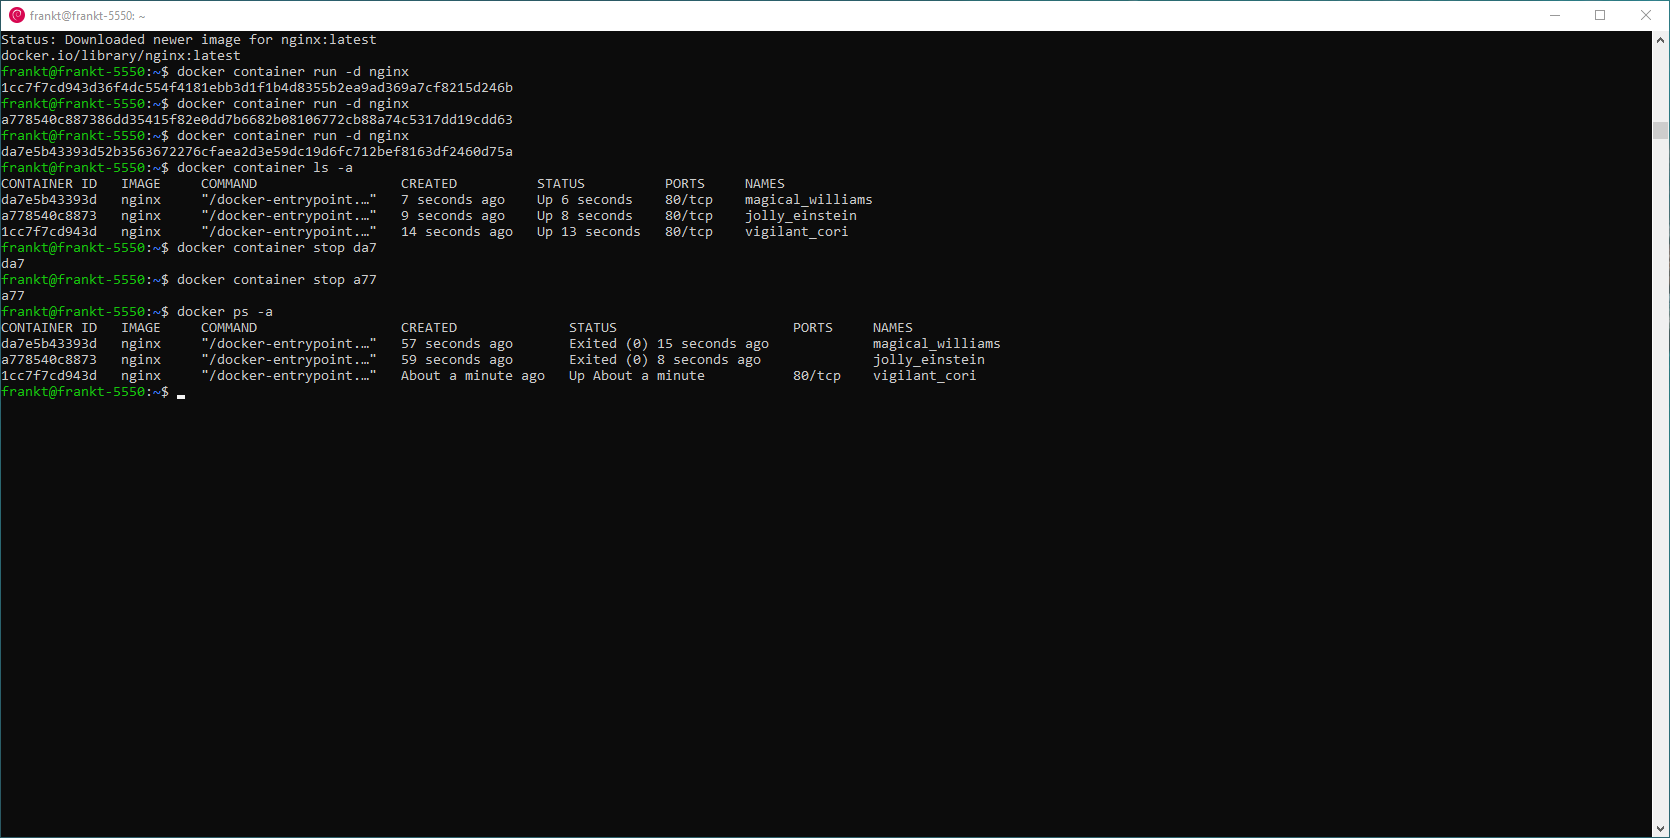 frankt@frankt-5550: ~
Status: Downloaded newer image for nginx:latest
docker.io/library/nginx:latest
frankt@frankt-5550:~$ docker container run -d nginx
1cc7f7cd943d36f4dc554f4181ebb3d1f1b4d8355b2ea9ad369a7cf8215d246b
frankt@frankt-5550:~$ docker container run -d nginx
a778540c887386dd35415f82e0dd7b6682b08106772cb88a74c5317dd19cdd63
frankt@frankt-5550:~$ docker container run -d nginx
da7e5b43393d52b3563672276cfaea2d3e59dc19d6fc712bef8163df2460d75a
frankt@frankt-5550:~$ docker container ls -a
CONTAINER ID   IMAGE     COMMAND                  CREATED          STATUS          PORTS     NAMES
da7e5b43393d   nginx     "/docker-entrypoint.…"   7 seconds ago    Up 6 seconds    80/tcp    magical_williams
a778540c8873   nginx     "/docker-entrypoint.…"   9 seconds ago    Up 8 seconds    80/tcp    jolly_einstein
1cc7f7cd943d   nginx     "/docker-entrypoint.…"   14 seconds ago   Up 13 seconds   80/tcp    vigilant_cori
frankt@frankt-5550:~$ docker container stop da7
da7
frankt@frankt-5550:~$ docker container stop a77
a77
frankt@frankt-5550:~$ docker ps -a
CONTAINER ID   IMAGE     COMMAND                  CREATED              STATUS                      PORTS     NAMES
da7e5b43393d   nginx     "/docker-entrypoint.…"   57 seconds ago       Exited (0) 15 seconds ago             magical_williams
a778540c8873   nginx     "/docker-entrypoint.…"   59 seconds ago       Exited (0) 8 seconds ago              jolly_einstein
1cc7f7cd943d   nginx     "/docker-entrypoint.…"   About a minute ago   Up About a minute           80/tcp    vigilant_cori
frankt@frankt-5550:~$